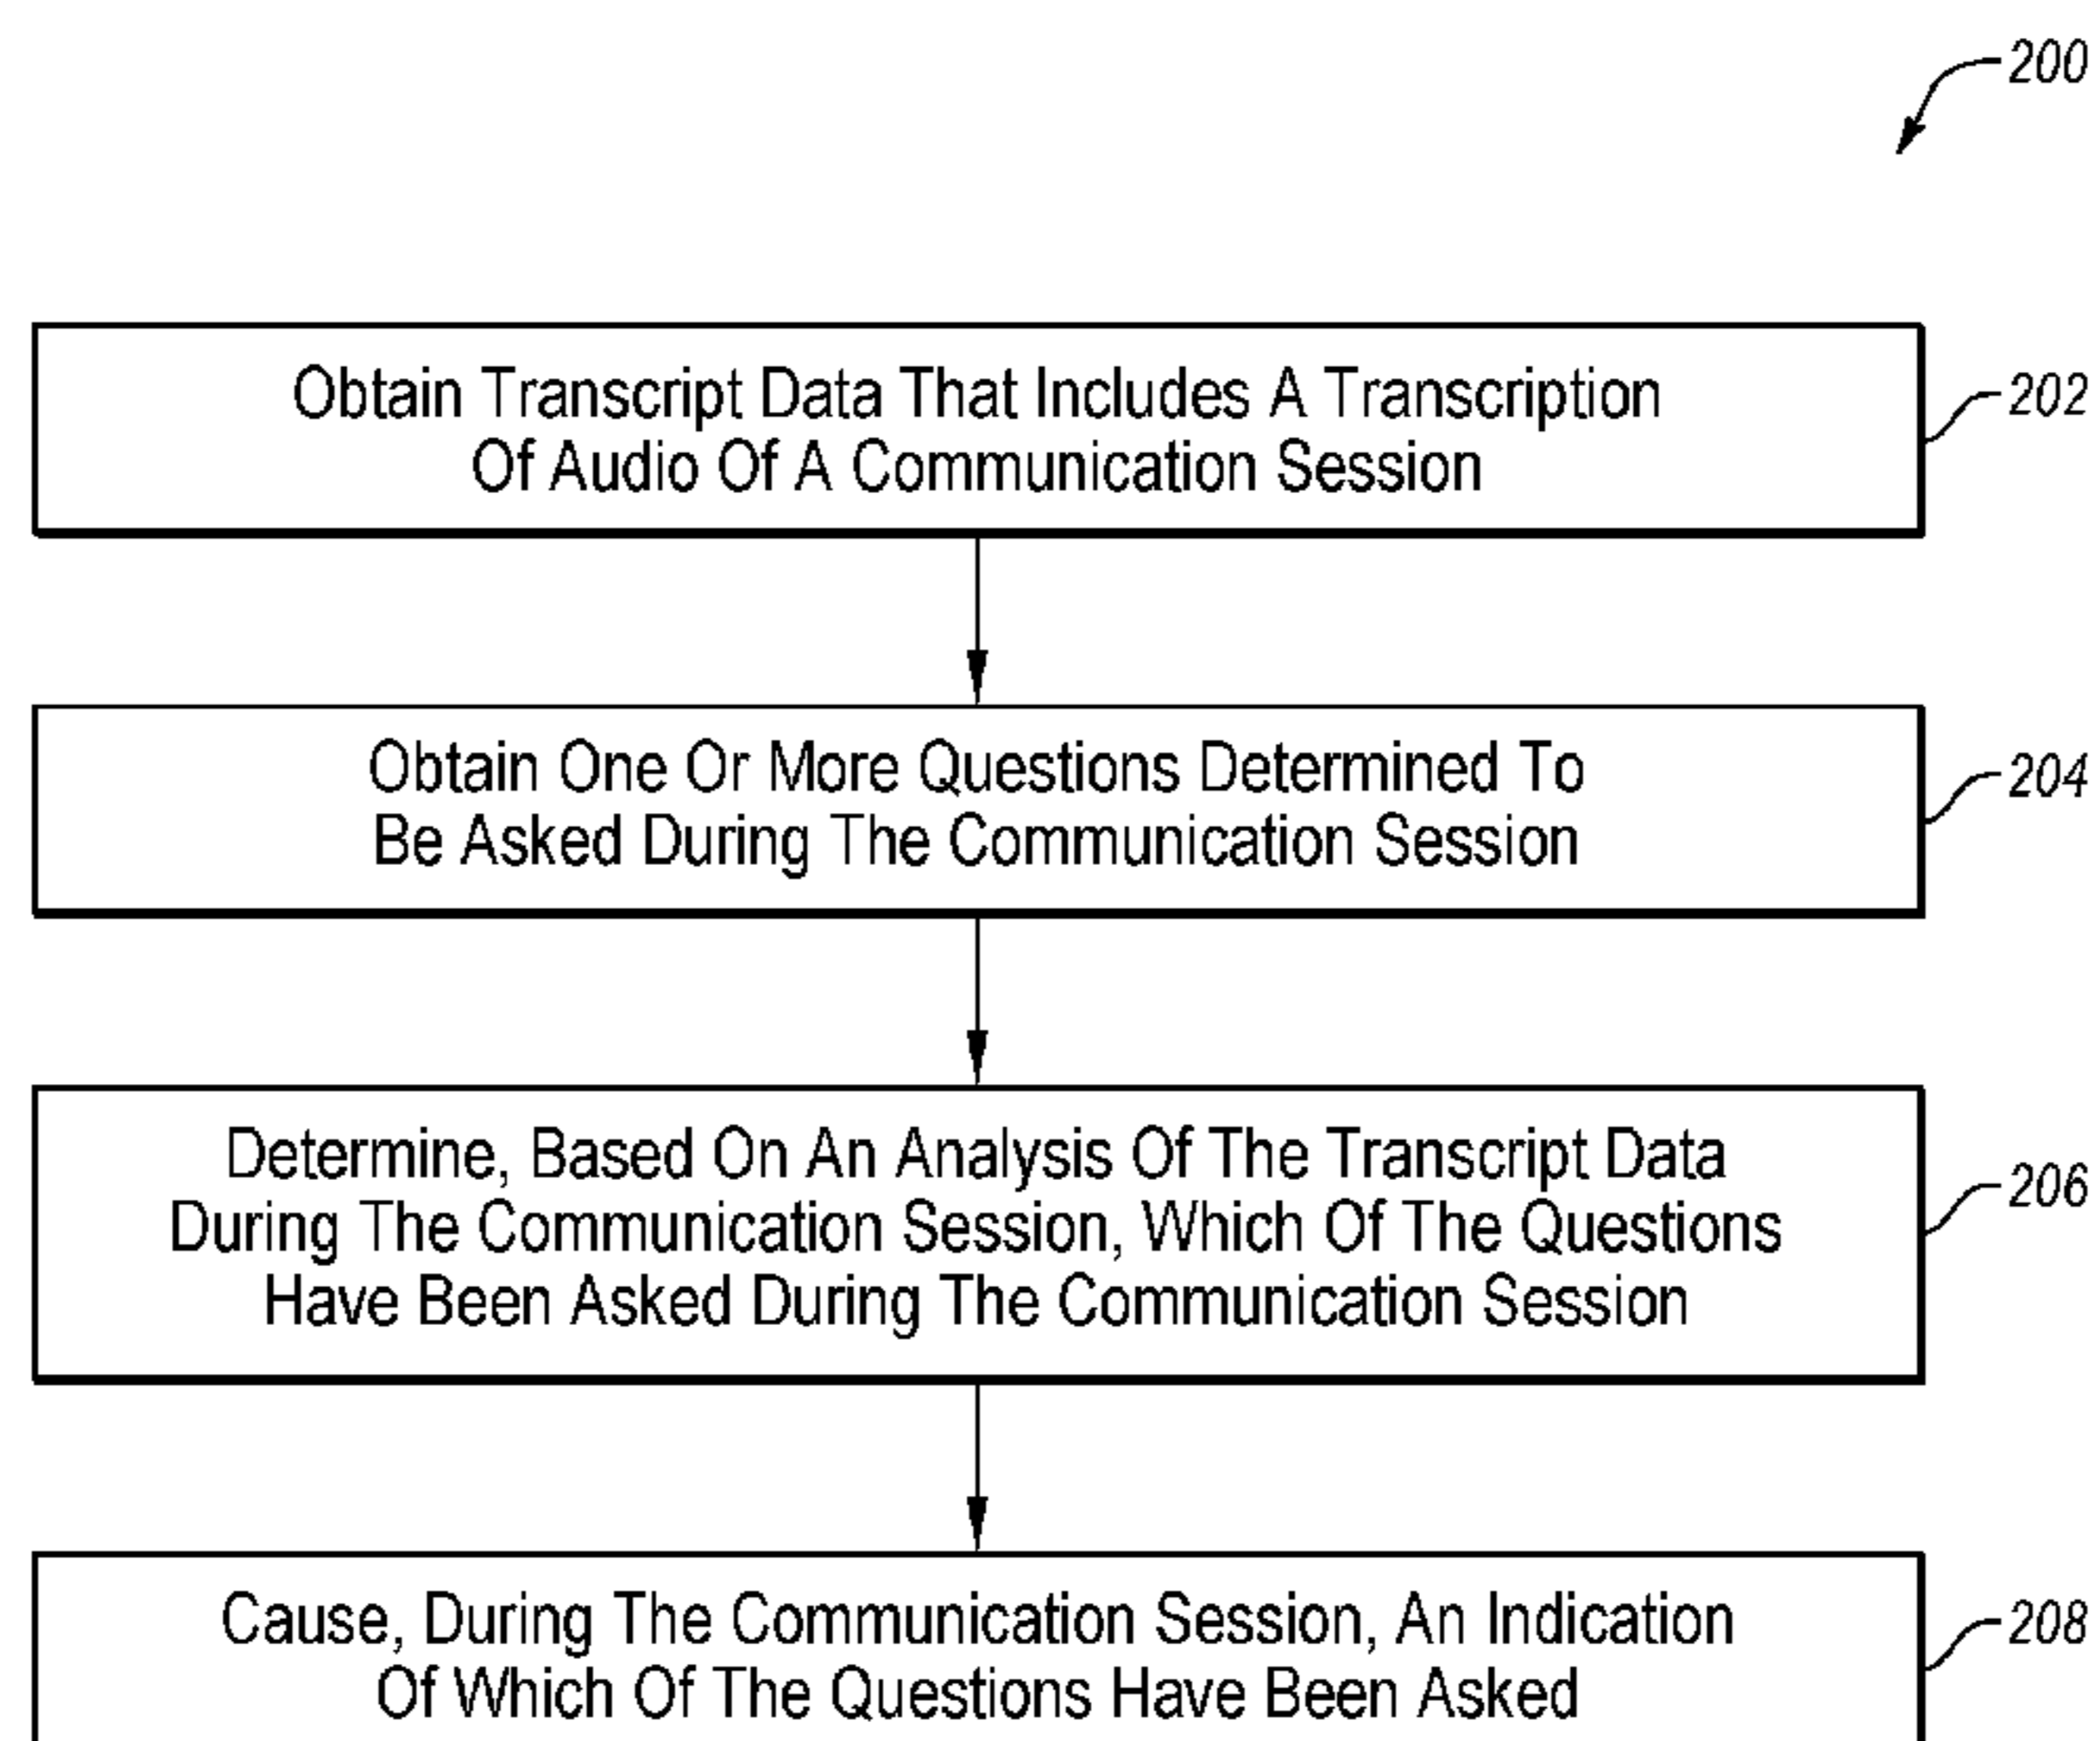 200
Obtain Transcript Data That Includes A Transcription
Of Audio Of A Communication Session
202
Obtain One Or More Questions Determined To
Be Asked During The Communication Session
204
Determine, Based On An Analysis Of The Transcript Data
During The Communication Session, Which Of The Questions
Have Been Asked During The Communication Session
206
Cause, During The Communication Session, An Indication
Of Which Of The Questions Have Been Asked
208